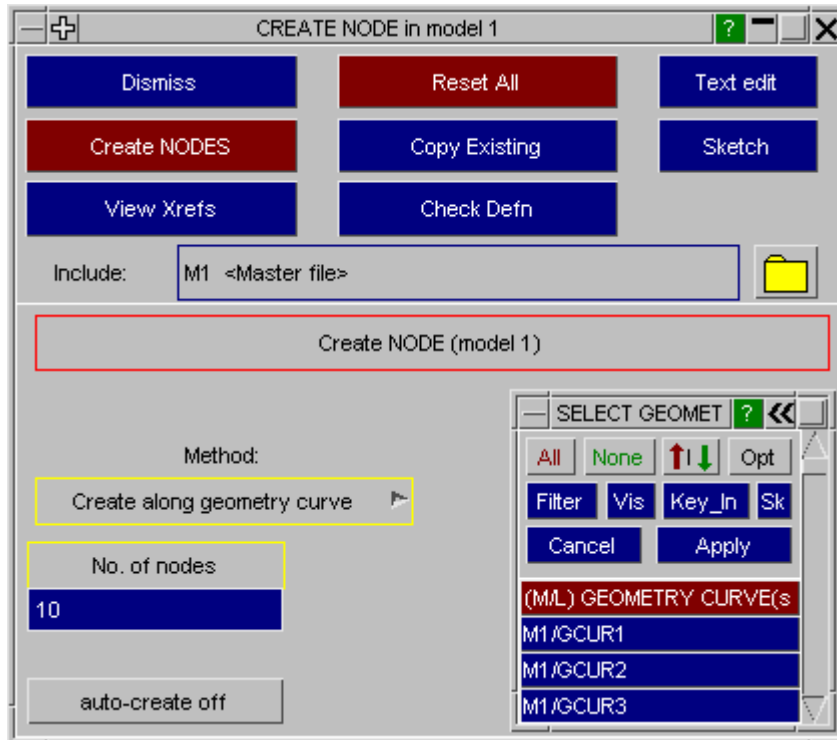 CREATE NODE in model 1 ?
Dismiss Reset All Text edit
Create NODES Copy Existing Sketch
View Xrefs Check Defn
Include: M1 <Master file>
Create NODE (model 1)
Method:
Create along geometry curve
No. of nodes
10
auto-create off
SELECT GEOMET ?
All None Opt
Filter Vis Key_In Sk
Cancel Apply
(M/L) GEOMETRY CURVE(s
M1/GCUR1
M1/GCUR2
M1/GCUR3